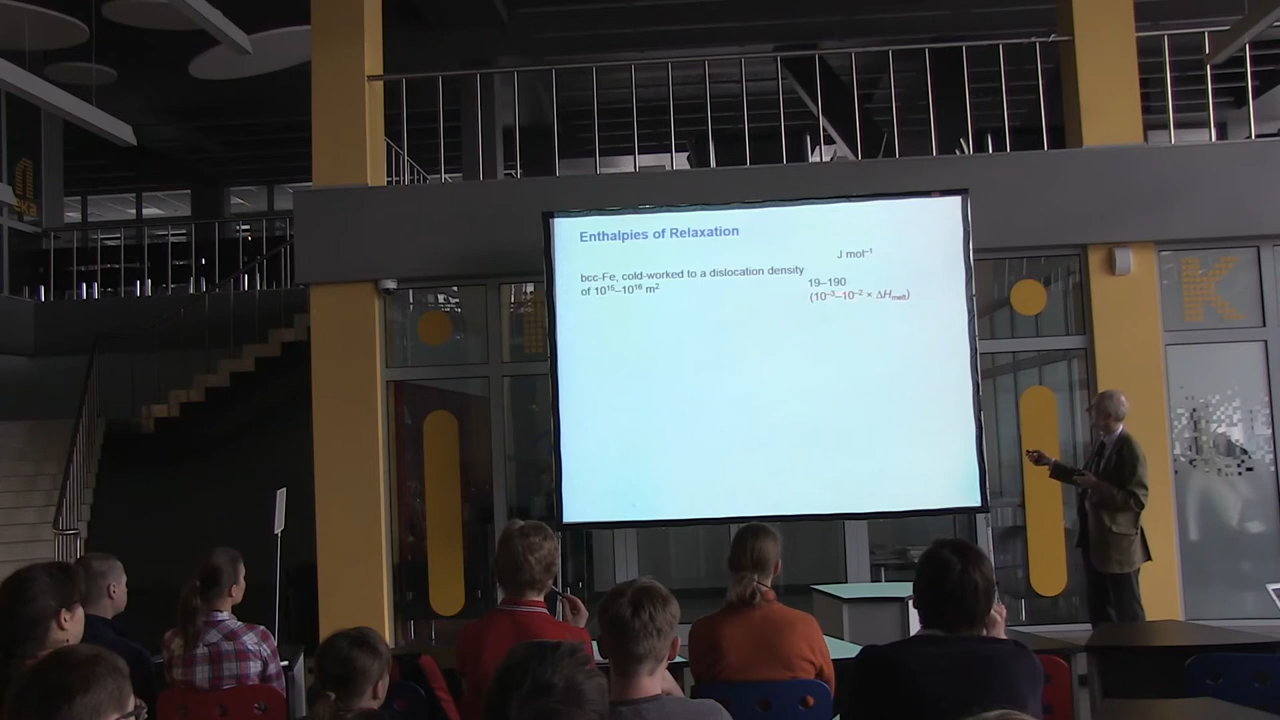 Enthalpies of Relaxation
J mol⁻¹
bcc-Fe, cold-worked to a dislocation density
of 10¹⁵–10¹⁶ m²
19–190
(10⁻³–10⁻² × ΔHmelt)
К
Л
ека